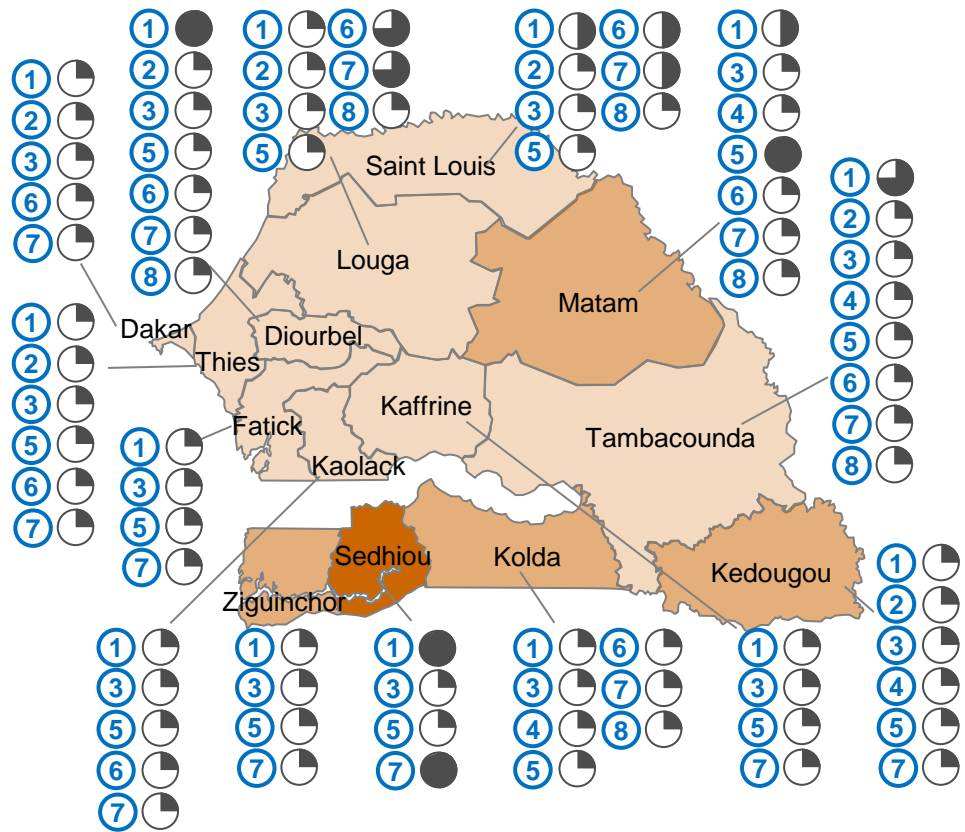 1 1 6 1 6 1
1 2 2 7 2 7 3
2 3 3 8 3 8 4
3 5 5 5 5
6 6 6
7 7 7
8 8
Saint Louis
1
2
3
4
5
6
7
8
Louga
Matam
Dakar
Diourbel
Thies
1
2
3
5
6
7
Kaffrine
Fatick
Tambacounda
Kaolack
1
3
5
7
Sedhiou
Kolda
Kedougou
Ziguinchor
1
2
3
4
5
7
1
3
5
6
7
1
3
5
7
1
3
5
7
1 6
3 7
4 8
5
1
3
5
7